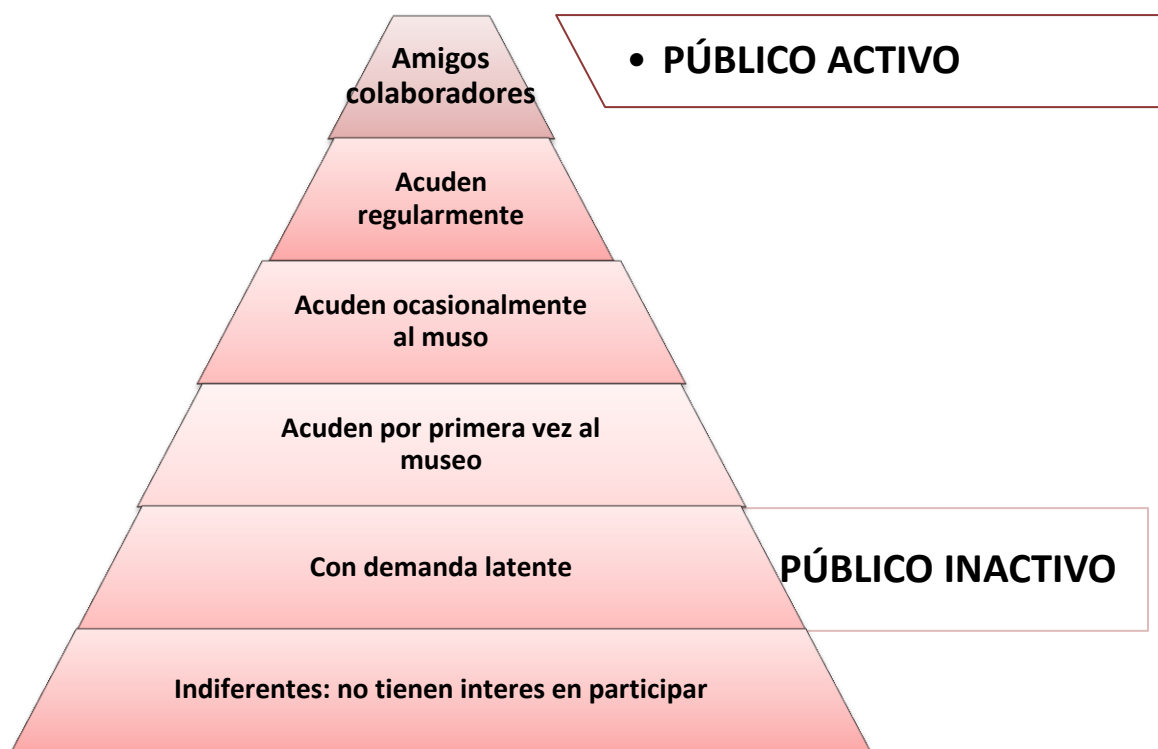 Amigos
colaboradores
• PÚBLICO ACTIVO
Acuden
regularmente
Acuden ocasionalmente
al muso
Acuden por primera vez al
museo
Con demanda latente
PÚBLICO INACTIVO
Indiferentes: no tienen interes en participar